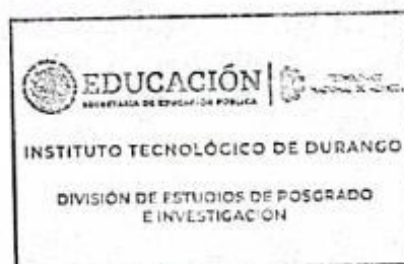 EDUCACIÓN
SECRETARÍA DE EDUCACIÓN PÚBLICA
INSTITUTO TECNOLÓGICO DE DURANGO
DIVISIÓN DE ESTUDIOS DE POSGRADO
E INVESTIGACIÓN